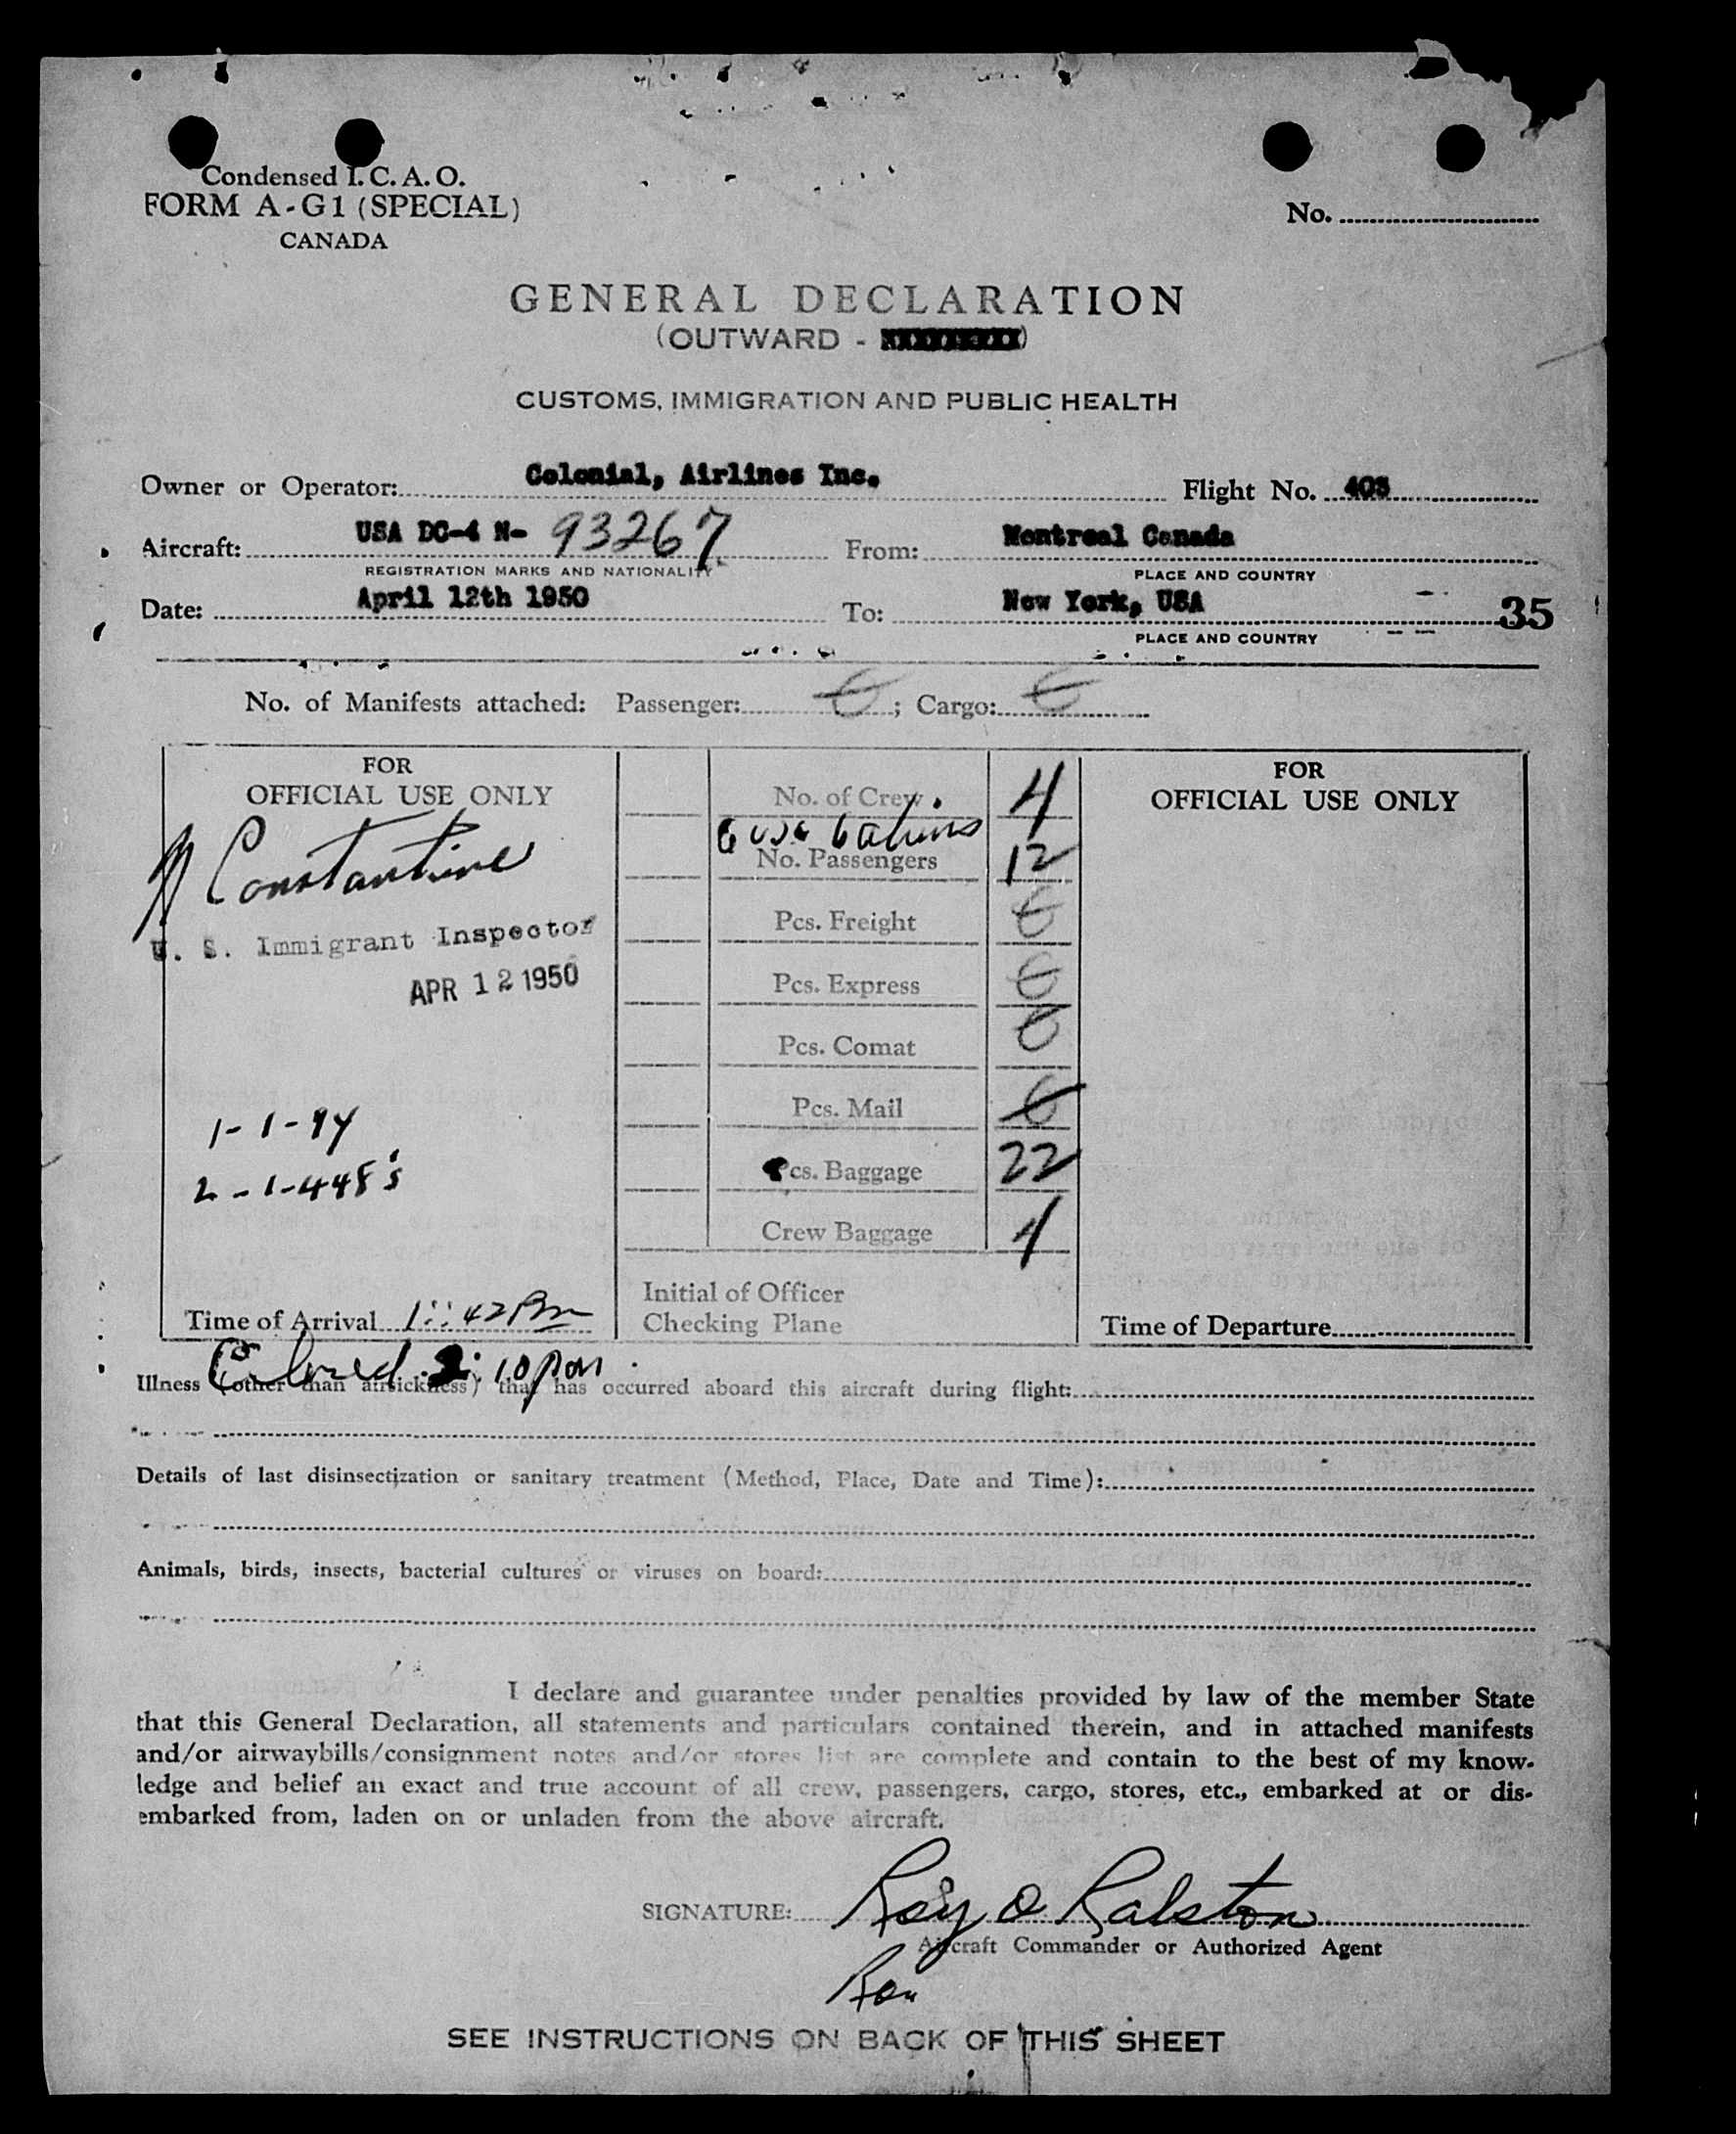 Condensed I. C. A. O.
FORM A-G1 (SPECIAL)
CANADA
No.
GENERAL DECLARATION
(OUTWARD - )
CUSTOMS, IMMIGRATION AND PUBLIC HEALTH
Owner or Operator: Colonial, Airlines Inc. Flight No. 403
Aircraft: USA DC-4 N- 93267 From: Montreal Canada
REGISTRATION MARKS AND NATIONALITY PLACE AND COUNTRY
Date: April 12th 1950 To: New York, USA 35
PLACE AND COUNTRY
No. of Manifests attached: Passenger: ; Cargo:
FOR
OFFICIAL USE ONLY
Constantine
U. S. Immigrant Inspector
APR 12 1950
2-1-448's
Time of Arrival 1:42 Pm
No. of Crew 4
No. Passengers 12
Pcs. Freight
Pcs. Express
Pcs. Comat
Pcs. Mail
Pcs. Baggage 22
Crew Baggage 4
Initial of Officer
Checking Plane
FOR
OFFICIAL USE ONLY
Time of Departure
2:10 pm
Illness (other than airsickness) that has occurred aboard this aircraft during flight:
Details of last disinsectization or sanitary treatment (Method, Place, Date and Time):
Animals, birds, insects, bacterial cultures or viruses on board:
I declare and guarantee under penalties provided by law of the member State
that this General Declaration, all statements and particulars contained therein, and in attached manifests
and/or airwaybills/consignment notes and/or stores list are complete and contain to the best of my know-
ledge and belief an exact and true account of all crew, passengers, cargo, stores, etc., embarked at or dis-
embarked from, laden on or unladen from the above aircraft.
SIGNATURE: Roy O Ralston
Aircraft Commander or Authorized Agent
SEE INSTRUCTIONS ON BACK OF THIS SHEET